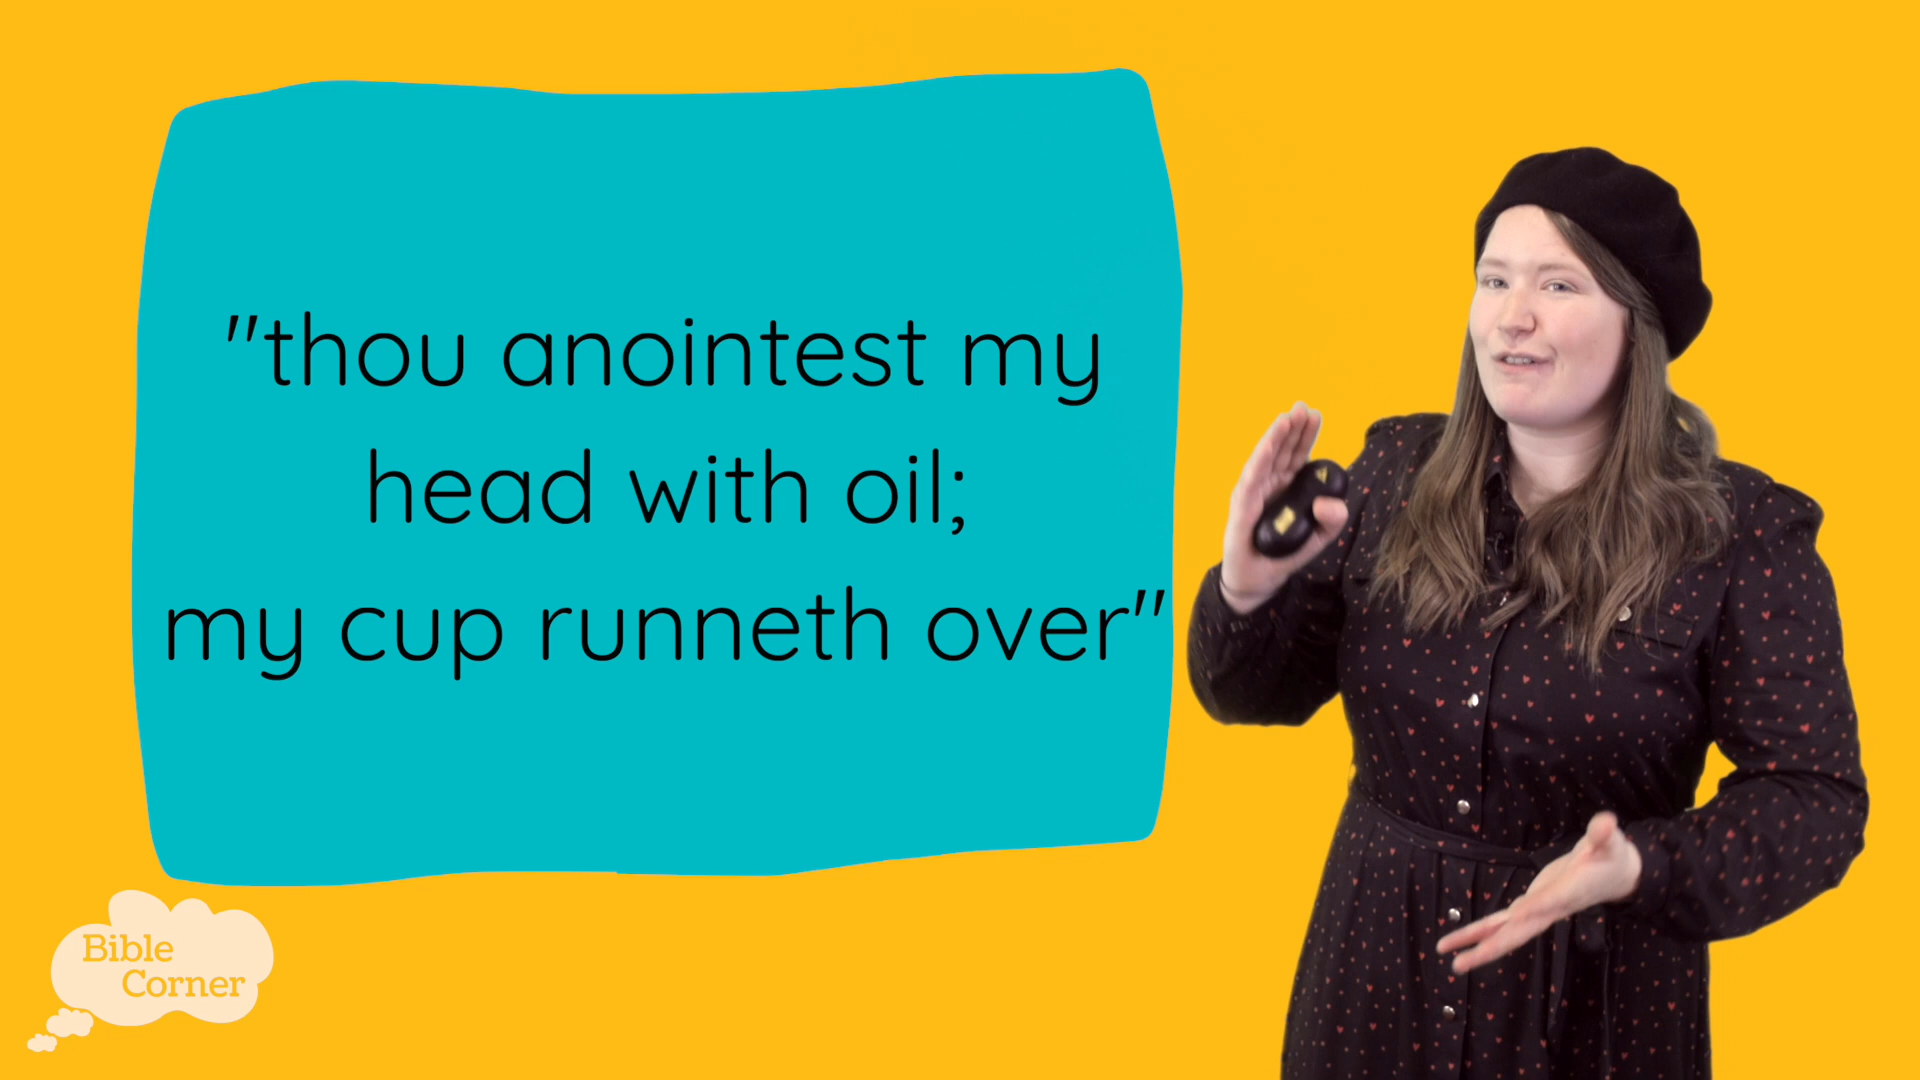 "thou anointest my
head with oil;
my cup runneth over"
Bible
Corner